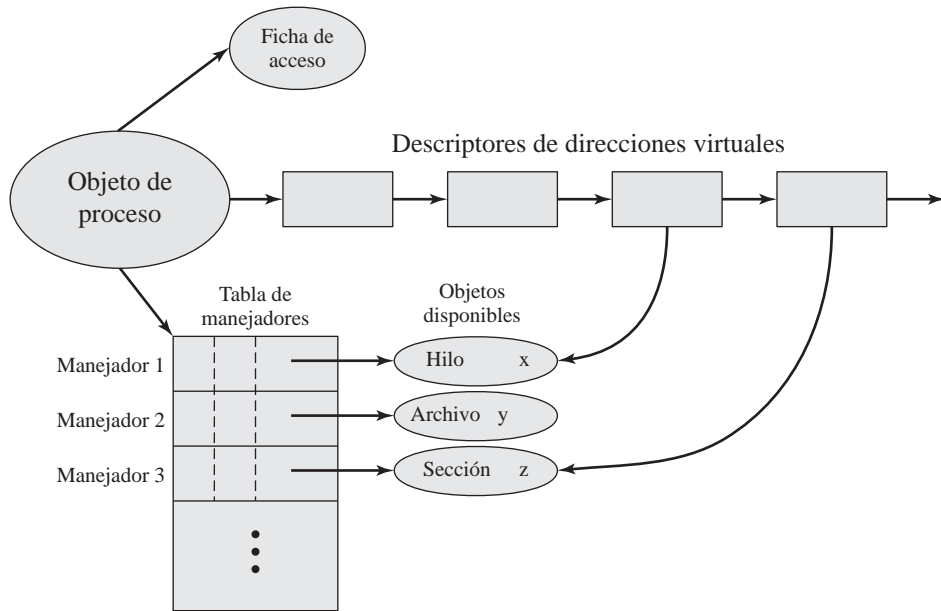 Ficha de
acceso
Descriptores de direcciones virtuales
Objeto de
proceso
Tabla de
manejadores
Objetos
disponibles
Manejador 1
Hilo x
Manejador 2
Archivo y
Manejador 3
Sección z